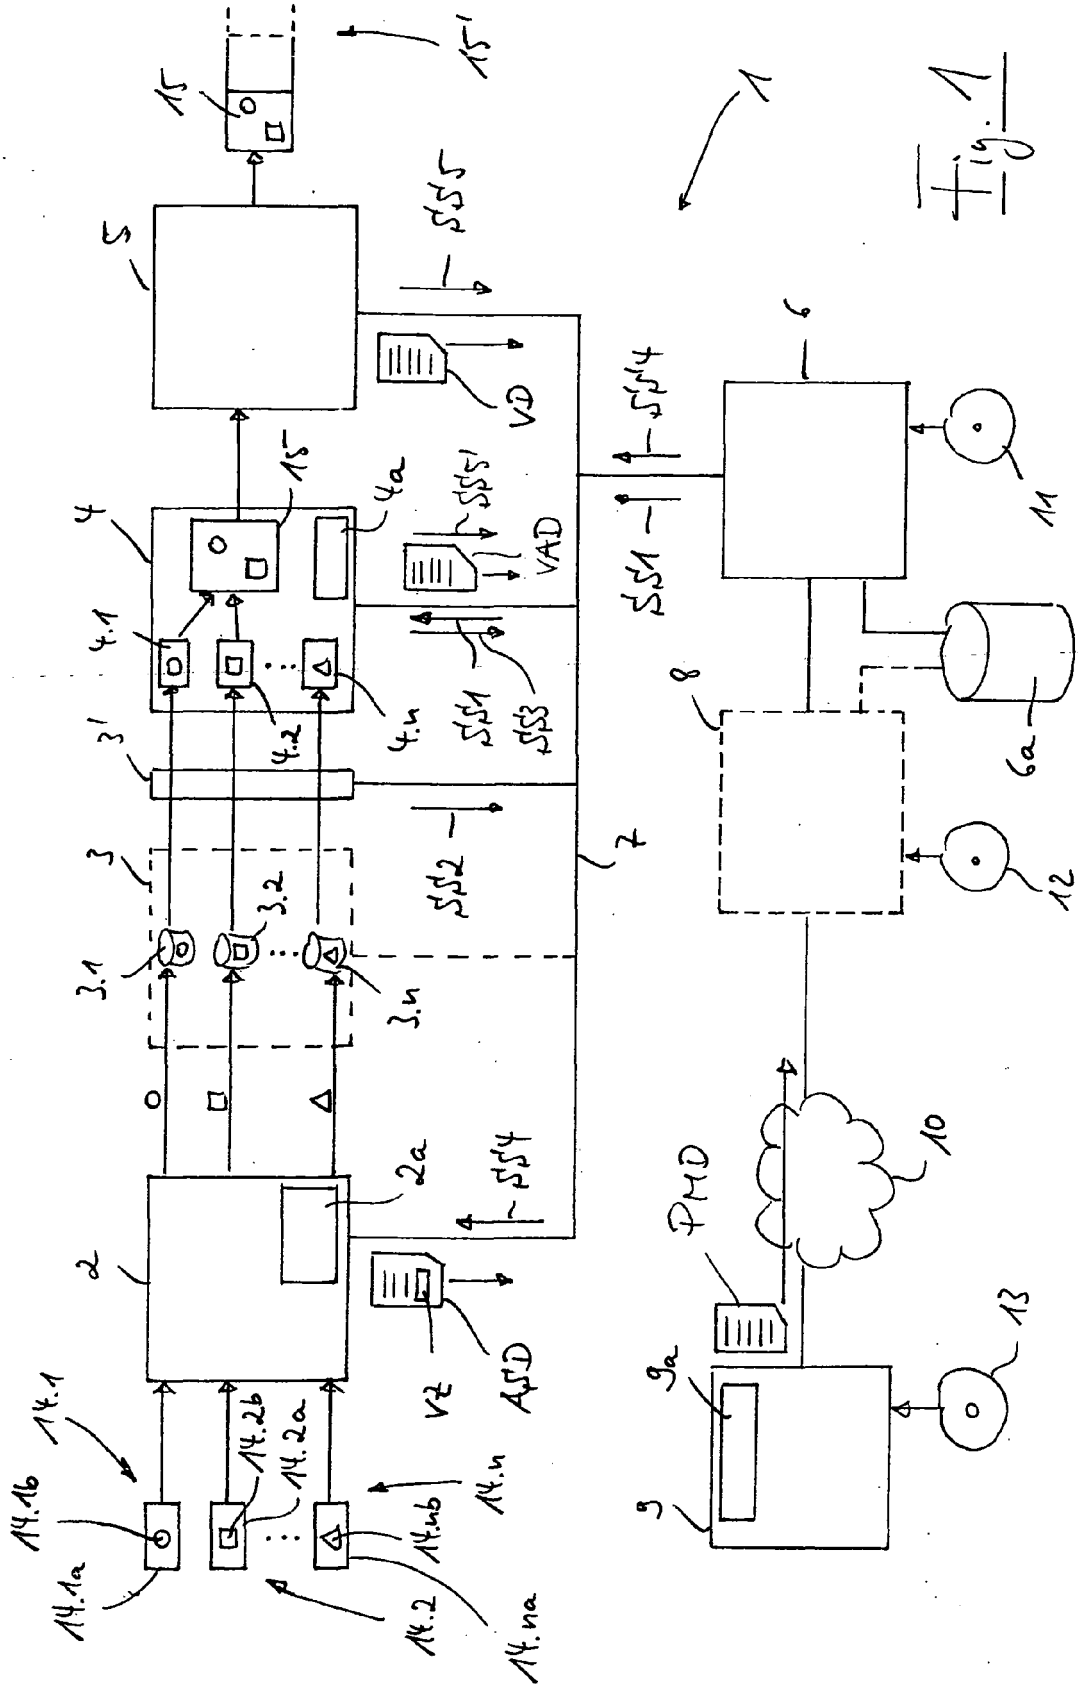 14.1a
14.1b
14.1
2
3.1
3
3'
4.1
4
5
15
15'
14.2b
14.2a
3.2
4.2
15
14.2
14.nb
14.n
14.na
2a
3.n
4.n
4a
VZ
ASD
SS4
SS2
SS1
SS3
VAD
SS5'
VD
SS5
7
SS1
SS4
1
9
9a
PMD
8
6
10
13
12
6a
11
Fig. 1